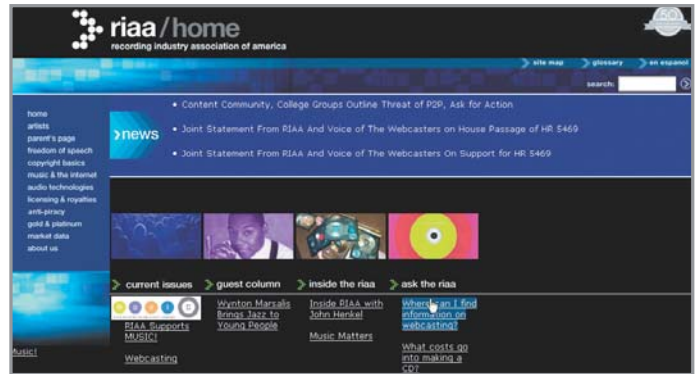 riaa/home
recording industry association of america
50
site map glossary en espanol
search:
home
artists
parent's page
freedom of speech
copyright basics
music & the internet
audio technologies
licensing & royalties
anti-piracy
gold & platinum
market data
about us
news
• Content Community, College Groups Outline Threat of P2P, Ask for Action
• Joint Statement From RIAA And Voice of The Webcasters on House Passage of HR 5469
• Joint Statement From RIAA And Voice of The Webcasters On Support for HR 5469
current issues
RIAA Supports
MUSIC!
Webcasting
guest column
Wynton Marsalis
Brings Jazz to
Young People
inside the riaa
Inside RIAA with
John Henkel
Music Matters
ask the riaa
Where can I find
information on
webcasting?
What costs go
into making a
CD?
Music!